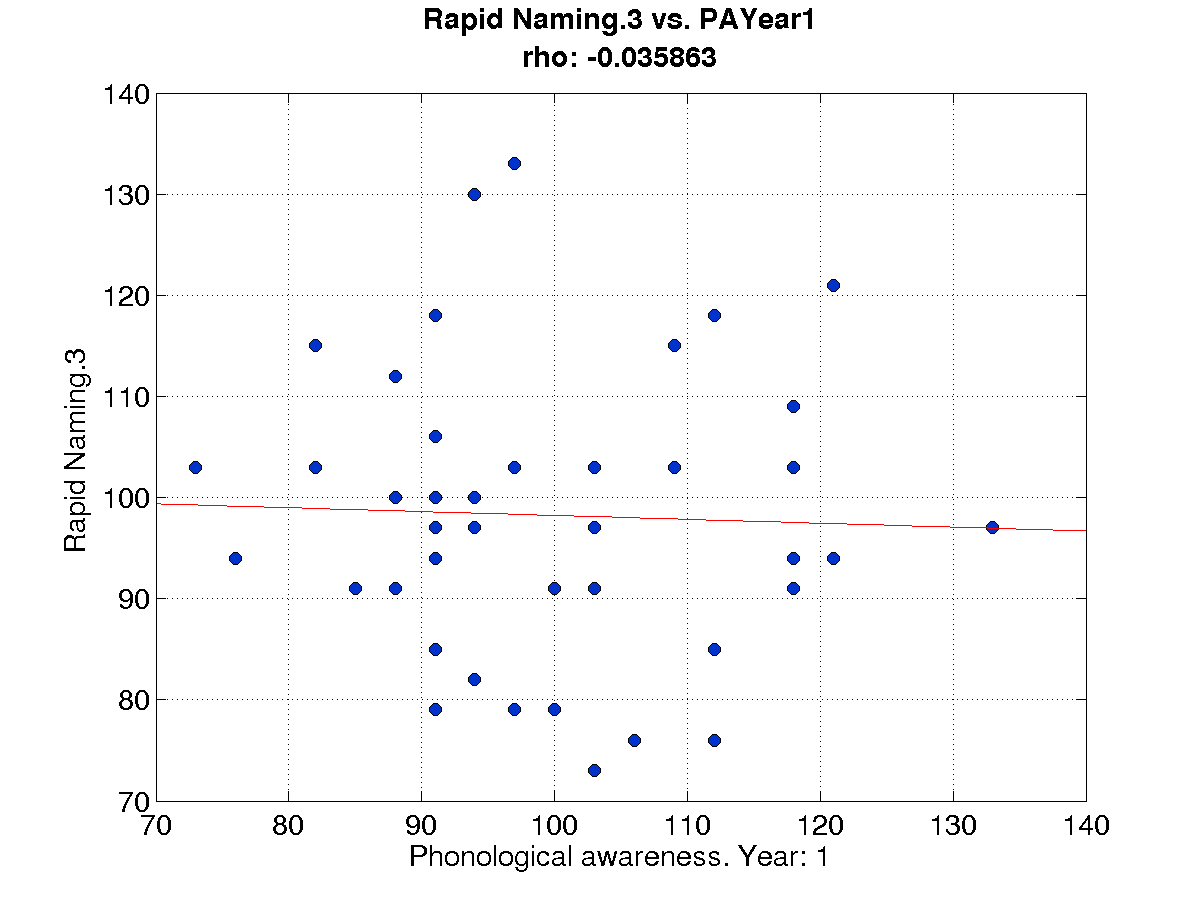 Rapid Naming.3 vs. PAYear1
rho: -0.035863
140
130
120
110
100
90
80
70
Rapid Naming.3
70 80 90 100 110 120 130 140
Phonological awareness. Year: 1